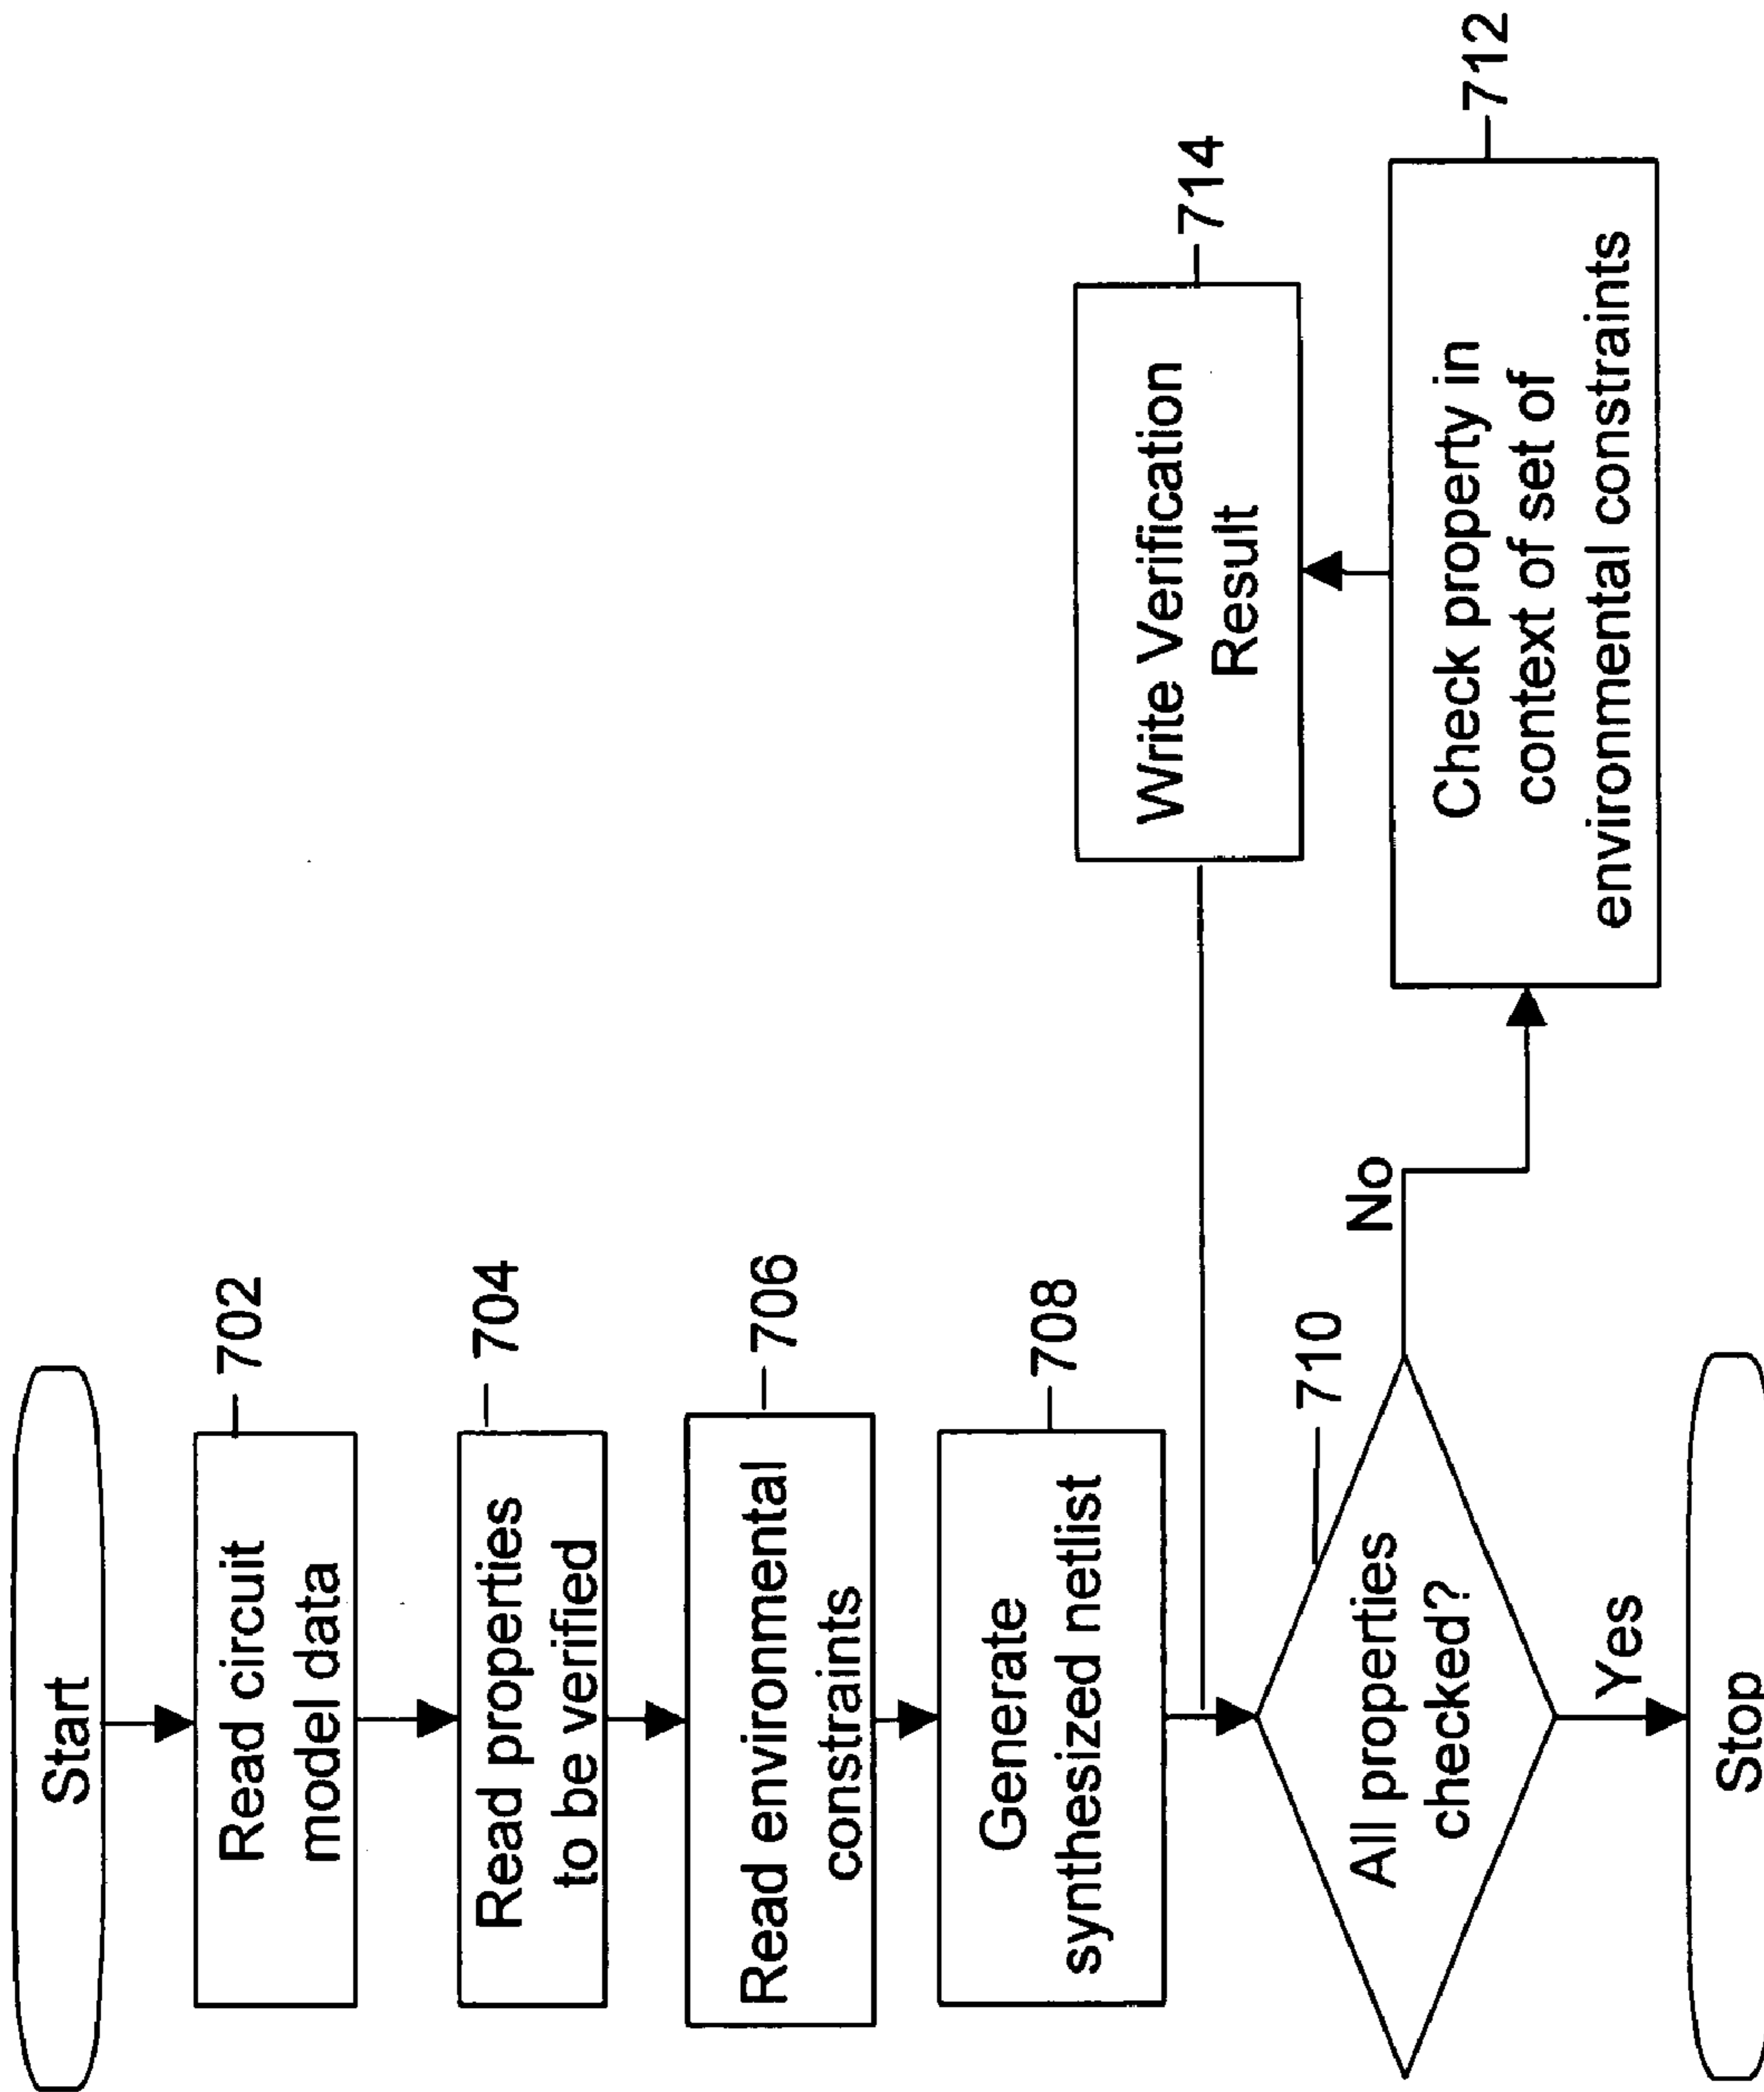 Start
Read circuit
model data
702
Read properties
to be verified
704
Read environmental
constraints
706
Generate
synthesized netlist
708
All properties
checked?
710
No
Yes
Stop
Check property in
context of set of
environmental constraints
712
Write Verification
Result
714